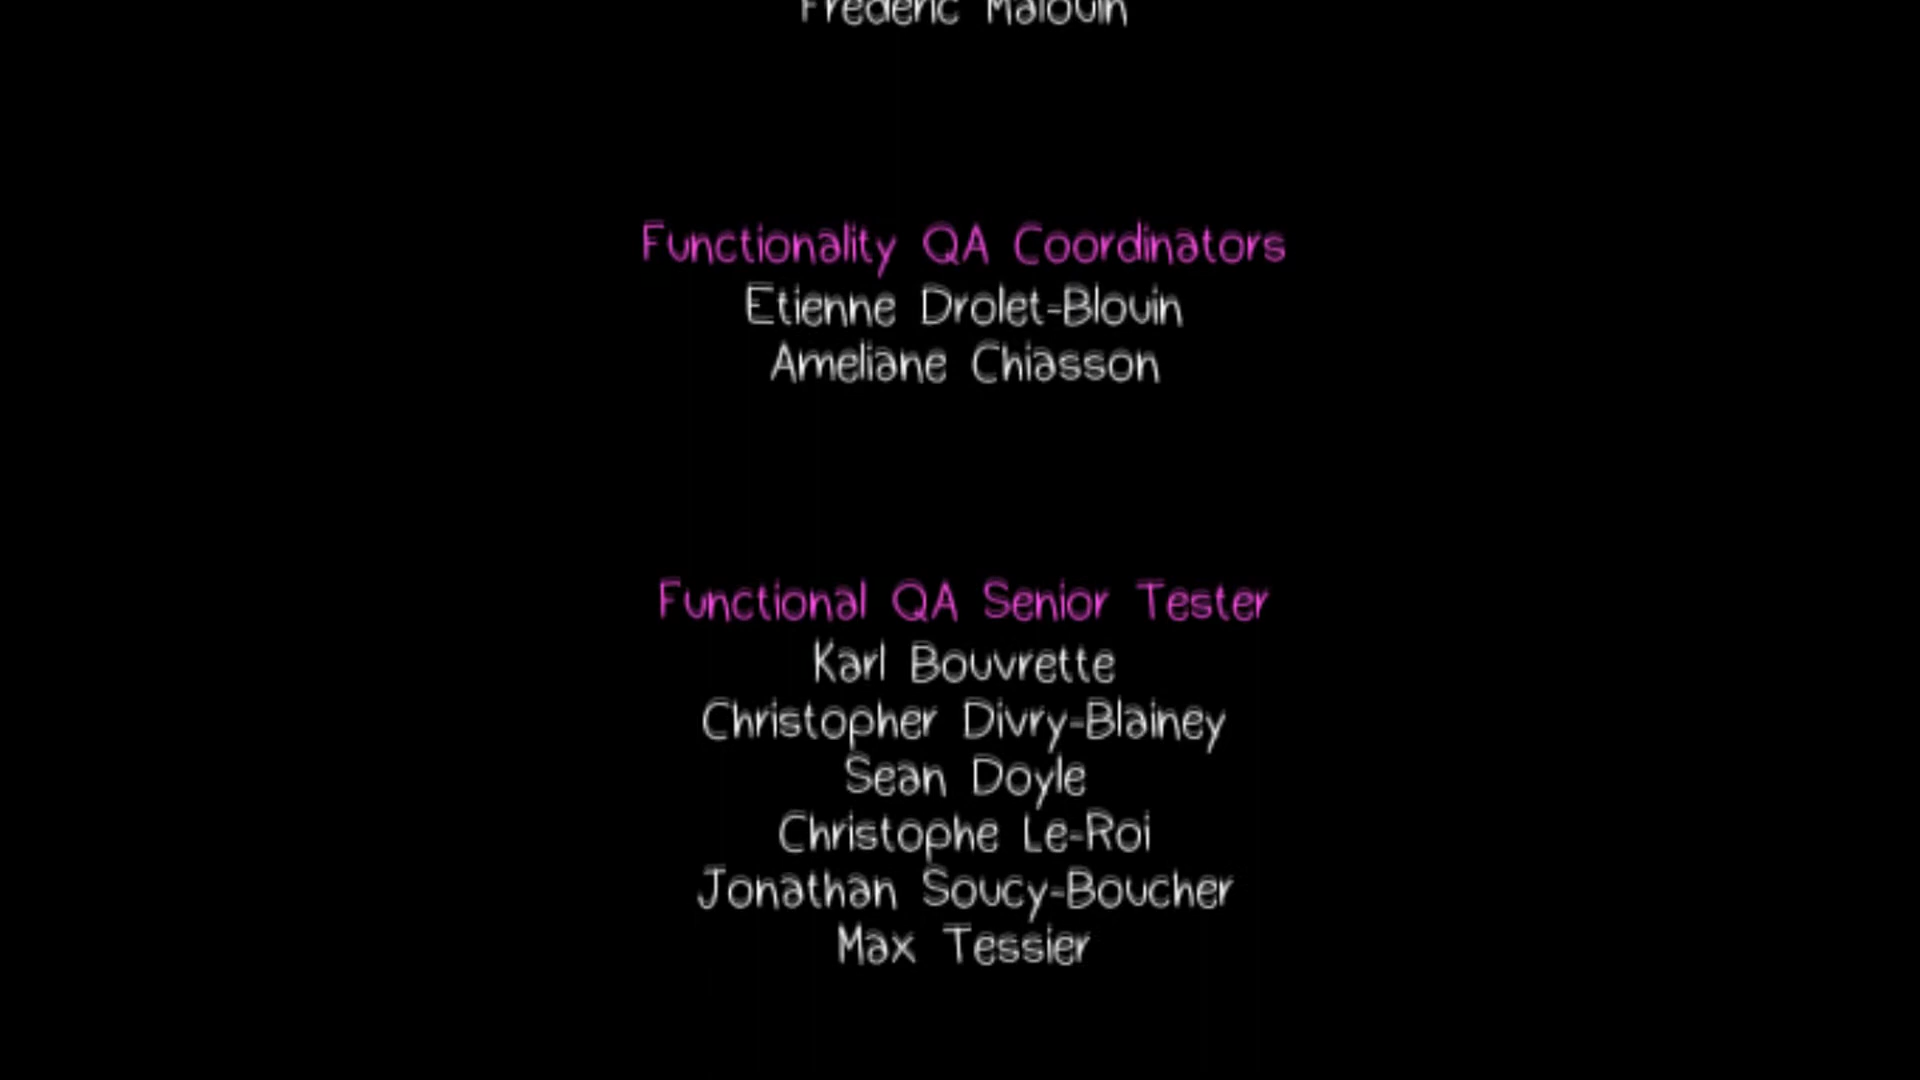 Frederic Malouin
Functionality QA Coordinators
Etienne Drolet-Blouin
Ameliane Chiasson
Functional QA Senior Tester
Karl Bouvrette
Christopher Divry-Blainey
Sean Doyle
Christophe Le-Roi
Jonathan Soucy-Boucher
Max Tessier